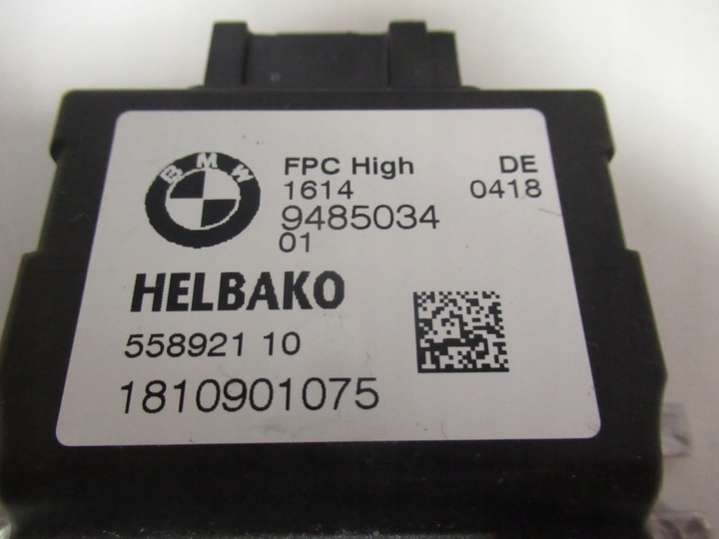 BMW
FPC High DE
1614 0418
9485034
01
HELBAKO
558921 10
1810901075